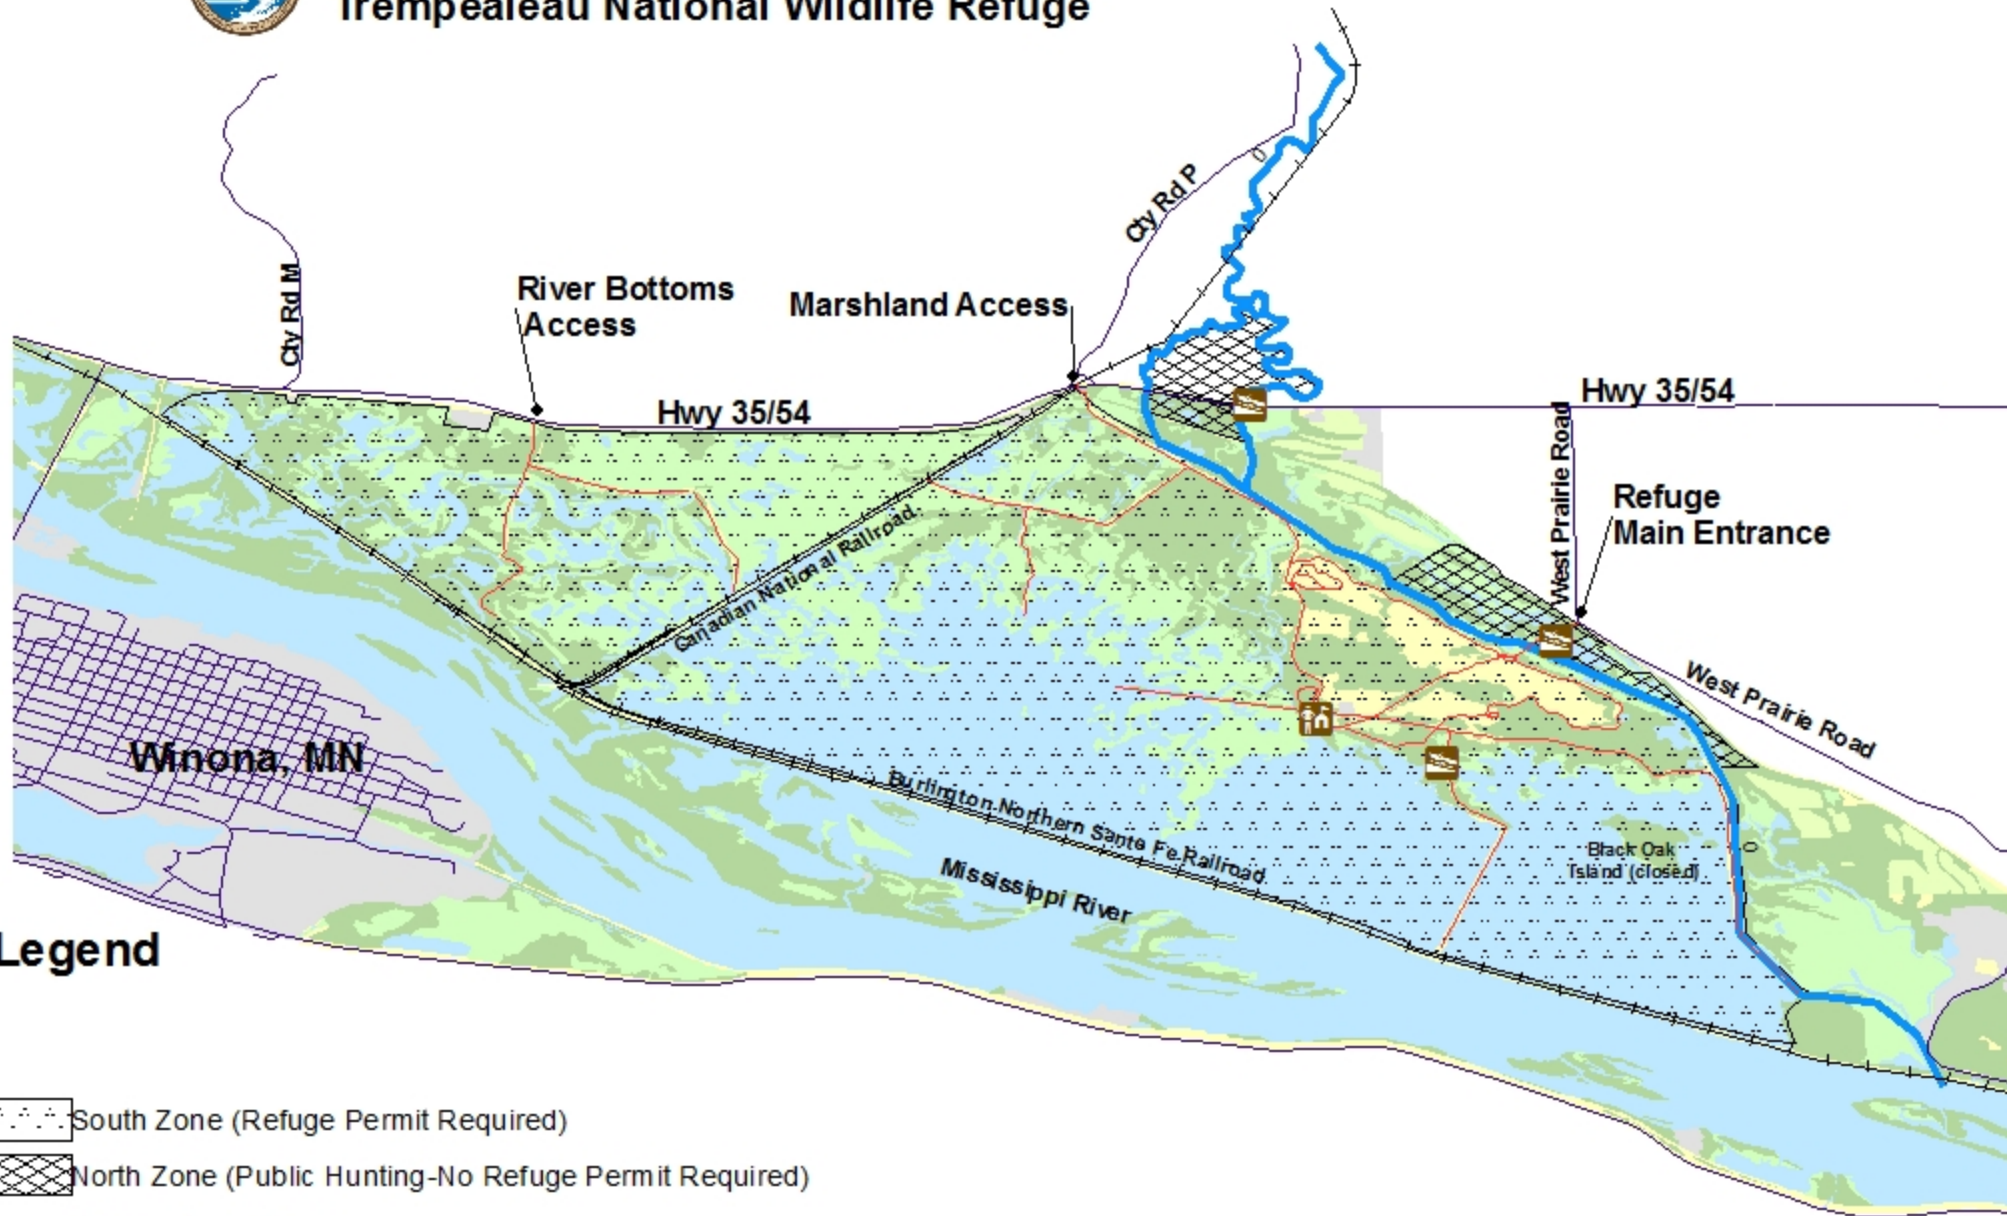 Trempealeau National Wildlife Refuge
Cty Rd P
Cty Rd M
River Bottoms
Access
Marshland Access
Hwy 35/54
Hwy 35/54
West Prairie Road
Refuge
Main Entrance
Canadian National Railroad
West Prairie Road
Winona, MN
Burlington Northern Sante Fe Railroad
Black Oak
Island (closed)
Mississippi River
Legend
South Zone (Refuge Permit Required)
North Zone (Public Hunting-No Refuge Permit Required)